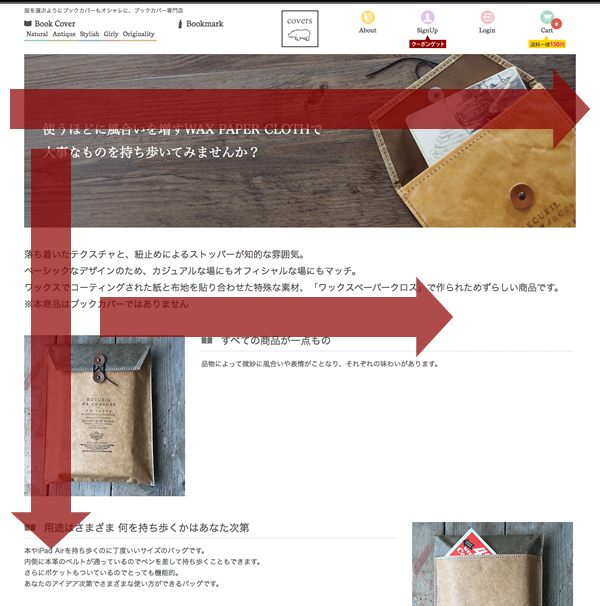 服を選ぶようにブックカバーもオシャレに、ブックカバー専門店
Book Cover
Natural Antique Stylish Girly Originality
Bookmark
covers
About
SignUp
クーポンゲット
Login
Cart
0
送料一律150円
使うほどに風合いを増すWAX PAPER CLOTHで
大事なものを持ち歩いてみませんか？
落ち着いたテクスチャと、紐止めによるストッパーが知的な雰囲気。
ベーシックなデザインのため、カジュアルな場にもオフィシャルな場にもマッチ。
ワックスでコーティングされた紙と布地を貼り合わせた特殊な素材、「ワックスペーパークロス」で作られためずらしい商品です。
※本商品はブックカバーではありません
すべての商品が一点もの
品物によって微妙に風合いや表情がことなり、それぞれの味わいがあります。
RECUEIL
用途はさまざま 何を持ち歩くかはあなた次第
本やiPad Airを持ち歩くのに丁度いいサイズのバッグです。
内側に本革のベルトが通っているのでペンを差して持ち歩くこともできます。
さらにポケットもついているのでとっても機能的。
あなたのアイデア次第でさまざまな使い方ができるバッグです。